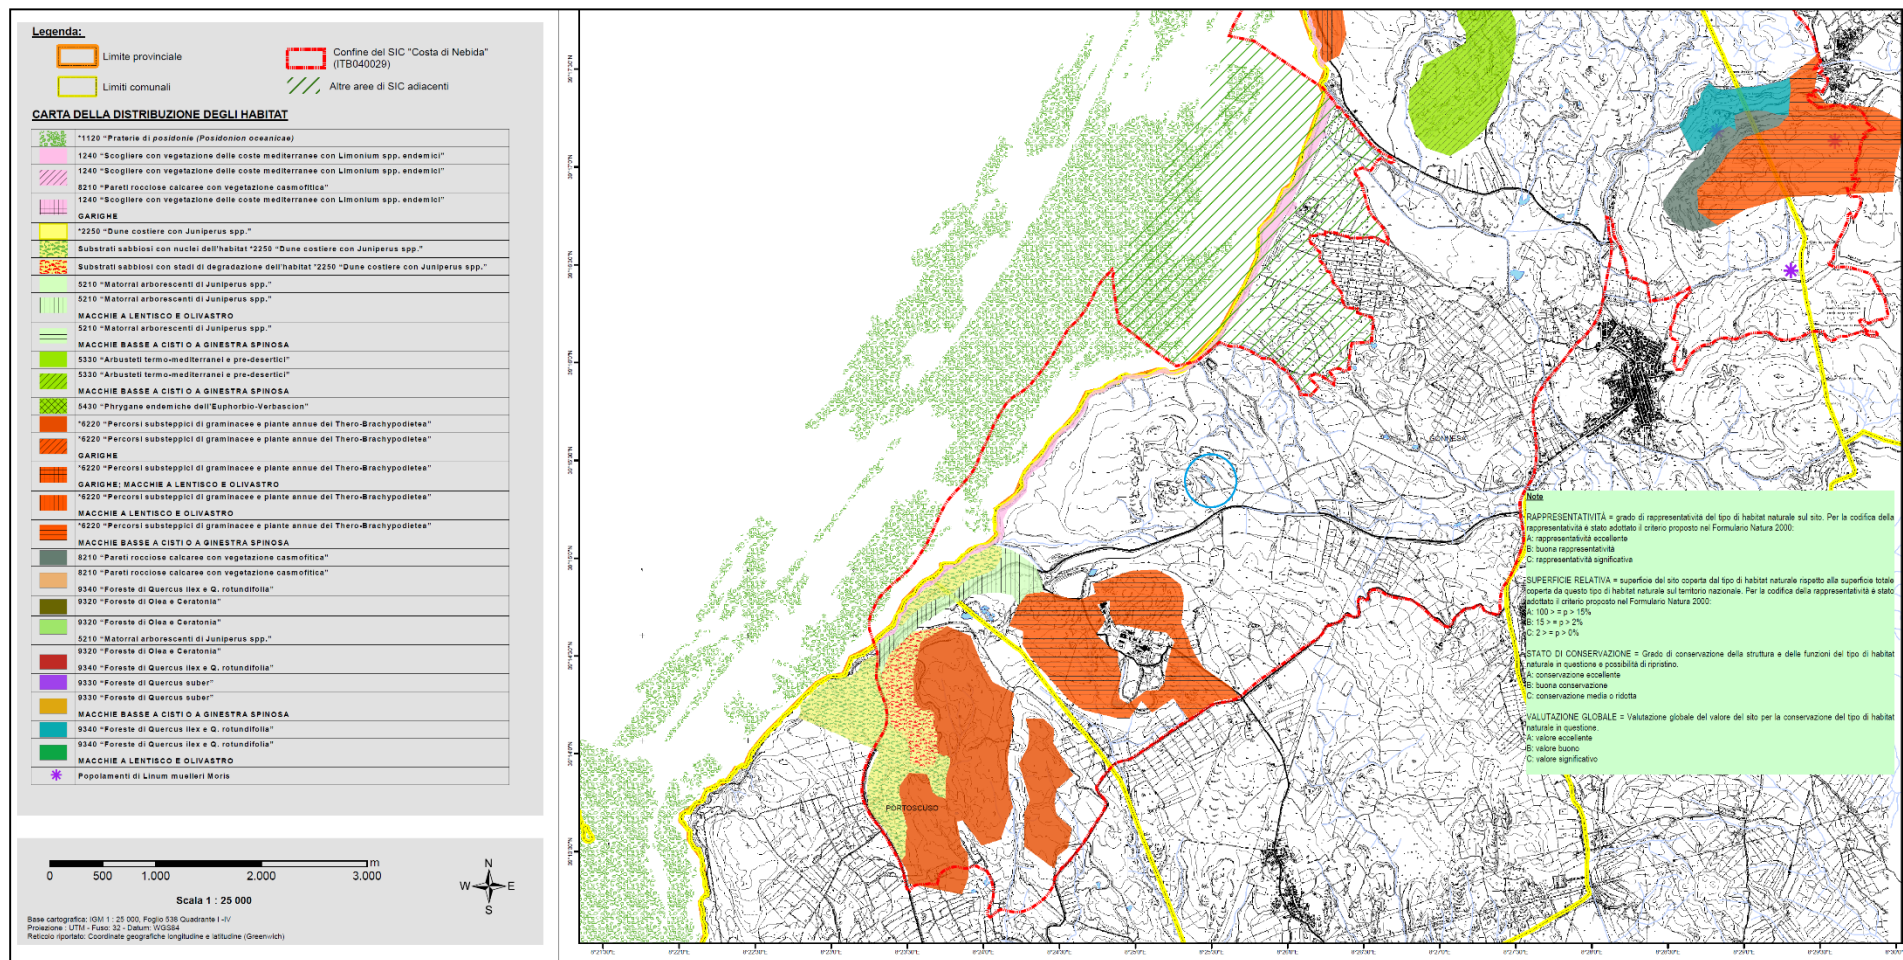 Legenda:
Limite provinciale
Limiti comunali
Confine del SIC "Costa di Nebida"
(ITB040029)
Altre aree di SIC adiacenti
CARTA DELLA DISTRIBUZIONE DEGLI HABITAT
*1120 "Praterie di posidonie (Posidonion oceanicae)
1240 "Scogliere con vegetazione delle coste mediterranee con Limonium spp. endemici"
1240 "Scogliere con vegetazione delle coste mediterranee con Limonium spp. endemici"
8210 "Pareti rocciose calcaree con vegetazione casmofitica"
1240 "Scogliere con vegetazione delle coste mediterranee con Limonium spp. endemici"
GARIGHE
*2250 "Dune costiere con Juniperus spp."
Substrati sabbiosi con nuclei dell'habitat *2250 "Dune costiere con Juniperus spp."
Substrati sabbiosi con stadi di degradazione dell'habitat *2250 "Dune costiere con Juniperus spp."
5210 "Matorral arborescenti di Juniperus spp."
5210 "Matorral arborescenti di Juniperus spp."
MACCHIE A LENTISCO E OLIVASTRO
5210 "Matorral arborescenti di Juniperus spp."
MACCHIE BASSE A CISTI O A GINESTRA SPINOSA
5330 "Arbusteti termo-mediterranei e pre-desertici"
5330 "Arbusteti termo-mediterranei e pre-desertici"
MACCHIE BASSE A CISTI O A GINESTRA SPINOSA
5430 "Phrygane endemiche dell'Euphorbio-Verbascion"
*6220 "Percorsi substeppici di graminacee e piante annue dei Thero-Brachypodietea"
*6220 "Percorsi substeppici di graminacee e piante annue dei Thero-Brachypodietea"
GARIGHE
*6220 "Percorsi substeppici di graminacee e piante annue dei Thero-Brachypodietea"
GARIGHE; MACCHIE A LENTISCO E OLIVASTRO
*6220 "Percorsi substeppici di graminacee e piante annue dei Thero-Brachypodietea"
MACCHIE A LENTISCO E OLIVASTRO
*6220 "Percorsi substeppici di graminacee e piante annue dei Thero-Brachypodietea"
MACCHIE BASSE A CISTI O A GINESTRA SPINOSA
8210 "Pareti rocciose calcaree con vegetazione casmofitica"
8210 "Pareti rocciose calcaree con vegetazione casmofitica"
9340 "Foreste di Quercus ilex e Q. rotundifolia"
9320 "Foreste di Olea e Ceratonia"
9320 "Foreste di Olea e Ceratonia"
5210 "Matorral arborescenti di Juniperus spp."
9320 "Foreste di Olea e Ceratonia"
9340 "Foreste di Quercus ilex e Q. rotundifolia"
9330 "Foreste di Quercus suber"
9330 "Foreste di Quercus suber"
MACCHIE BASSE A CISTI O A GINESTRA SPINOSA
9340 "Foreste di Quercus ilex e Q. rotundifolia"
9340 "Foreste di Quercus ilex e Q. rotundifolia"
MACCHIE A LENTISCO E OLIVASTRO
Popolamenti di Linum muelleri Moris
0 500 1.000 2.000 3.000 m
Scala 1 : 25 000
N
W E
S
Base cartografica: IGM 1 : 25 000, Foglio 538 Quadrante I -IV
Proiezione : UTM - Fuso: 32 - Datum: WGS84
Reticolo riportato: Coordinate geografiche longitudine e latitudine (Greenwich)
GONNESA
PORTOSCUSO
Note
RAPPRESENTATIVITÀ = grado di rappresentatività del tipo di habitat naturale sul sito. Per la codifica della
rappresentatività è stato adottato il criterio proposto nel Formulario Natura 2000:
A: rappresentatività eccellente
B: buona rappresentatività
C: rappresentatività significativa
SUPERFICIE RELATIVA = superficie del sito coperta dal tipo di habitat naturale rispetto alla superficie totale
coperta da questo tipo di habitat naturale sul territorio nazionale. Per la codifica della rappresentatività è stato
adottato il criterio proposto nel Formulario Natura 2000:
A: 100 > = p > 15%
B: 15 > = p > 2%
C: 2 > = p > 0%
STATO DI CONSERVAZIONE = Grado di conservazione della struttura e delle funzioni del tipo di habitat
naturale in questione e possibilità di ripristino.
A: conservazione eccellente
B: buona conservazione
C: conservazione media o ridotta
VALUTAZIONE GLOBALE = Valutazione globale del valore del sito per la conservazione del tipo di habitat
naturale in questione.
A: valore eccellente
B: valore buono
C: valore significativo